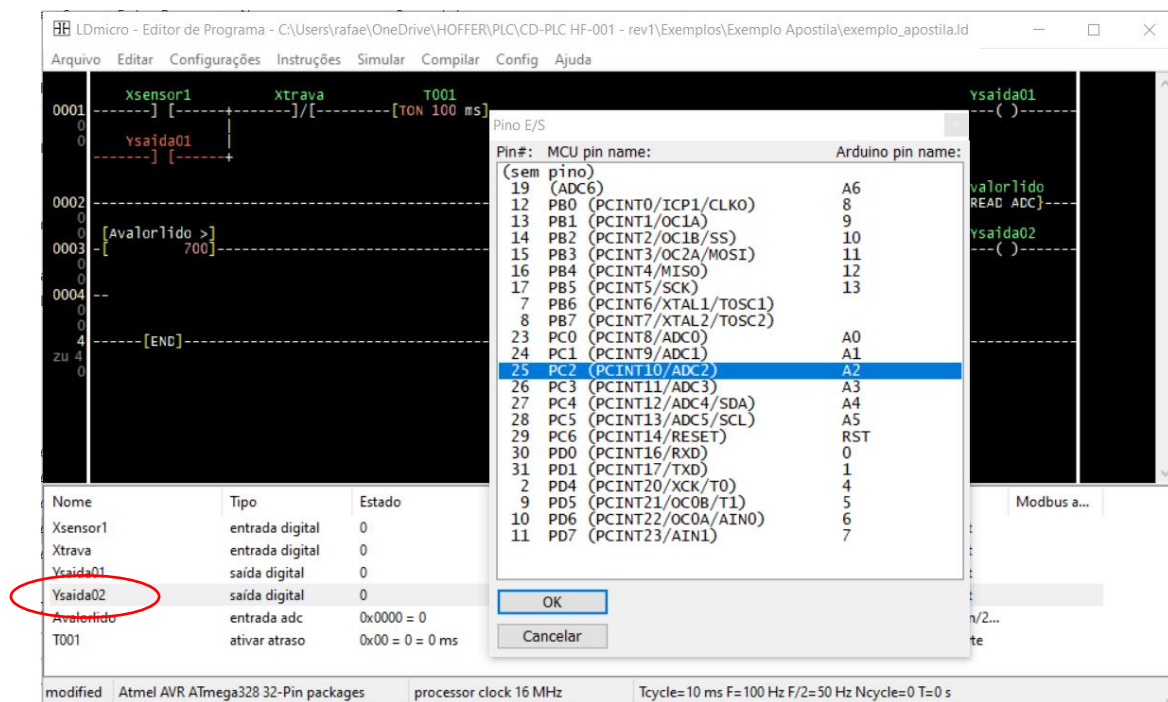 LDmicro - Editor de Programa - C:\Users\rafae\OneDrive\HOFFER\PLC\CD-PLC HF-001 - rev1\Exemplos\Exemplo Apostila\exemplo_apostila.ld
Arquivo Editar Configurações Instruções Simular Compilar Config Ajuda
Xsensor1 Xtrava T001 Ysaida01
0001 -------] [------+-------]/[--------[TON 100 ms] ---( )----
0
0 Ysaida01
-------] [------+
valorlido
0002 READ ADC}----
0
0 [Avalorlido >] Ysaida02
0003 -[ 700] ---( )----
0
0
0004 --
0
0
4 ------[END]-
zu 4
0
Pino E/S
Pin#: MCU pin name: Arduino pin name:
(sem pino)
19 (ADC6) A6
12 PB0 (PCINT0/ICP1/CLKO) 8
13 PB1 (PCINT1/OC1A) 9
14 PB2 (PCINT2/OC1B/SS) 10
15 PB3 (PCINT3/OC2A/MOSI) 11
16 PB4 (PCINT4/MISO) 12
17 PB5 (PCINT5/SCK) 13
7 PB6 (PCINT6/XTAL1/TOSC1)
8 PB7 (PCINT7/XTAL2/TOSC2)
23 PC0 (PCINT8/ADC0) A0
24 PC1 (PCINT9/ADC1) A1
25 PC2 (PCINT10/ADC2) A2
26 PC3 (PCINT11/ADC3) A3
27 PC4 (PCINT12/ADC4/SDA) A4
28 PC5 (PCINT13/ADC5/SCL) A5
29 PC6 (PCINT14/RESET) RST
30 PD0 (PCINT16/RXD) 0
31 PD1 (PCINT17/TXD) 1
2 PD4 (PCINT20/XCK/T0) 4
9 PD5 (PCINT21/OC0B/T1) 5
10 PD6 (PCINT22/OC0A/AIN0) 6
11 PD7 (PCINT23/AIN1) 7
OK
Cancelar
Nome Tipo Estado Modbus a...
Xsensor1 entrada digital 0
Xtrava entrada digital 0
Ysaida01 saída digital 0
Ysaida02 saída digital 0
Avalorlido entrada adc 0x0000 = 0 n/2...
T001 ativar atraso 0x00 = 0 = 0 ms te
modified Atmel AVR ATmega328 32-Pin packages processor clock 16 MHz Tcycle=10 ms F=100 Hz F/2=50 Hz Ncycle=0 T=0 s